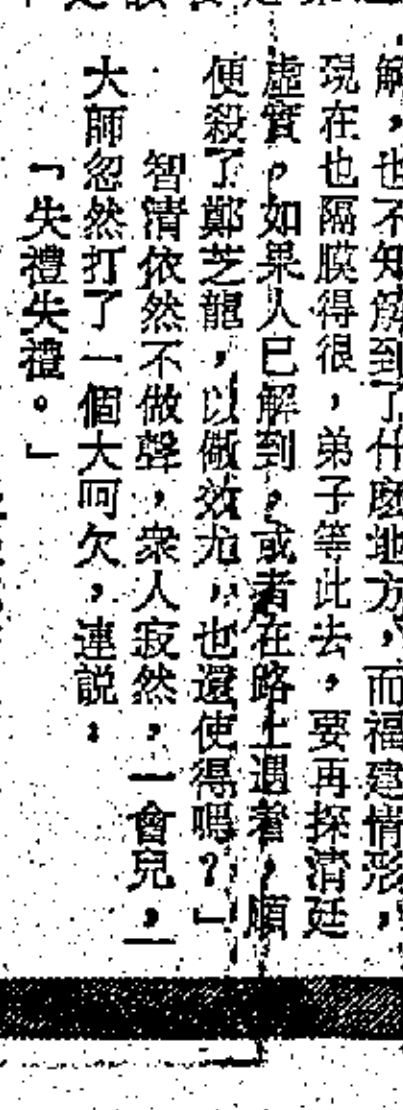 解，也不知解到了什麽地方，而福建情形，
現在也隔膜得很，弟子等此去，要再探清廷
虛實，如果人已解到，或者在路上遇着，順
便殺了鄭芝龍，以儆效尤，也還使得嗎？」
智清依然不做聲，衆人寂然，一會兒，一
大師忽然打了一個大呵欠，連説：
「失禮失禮。」